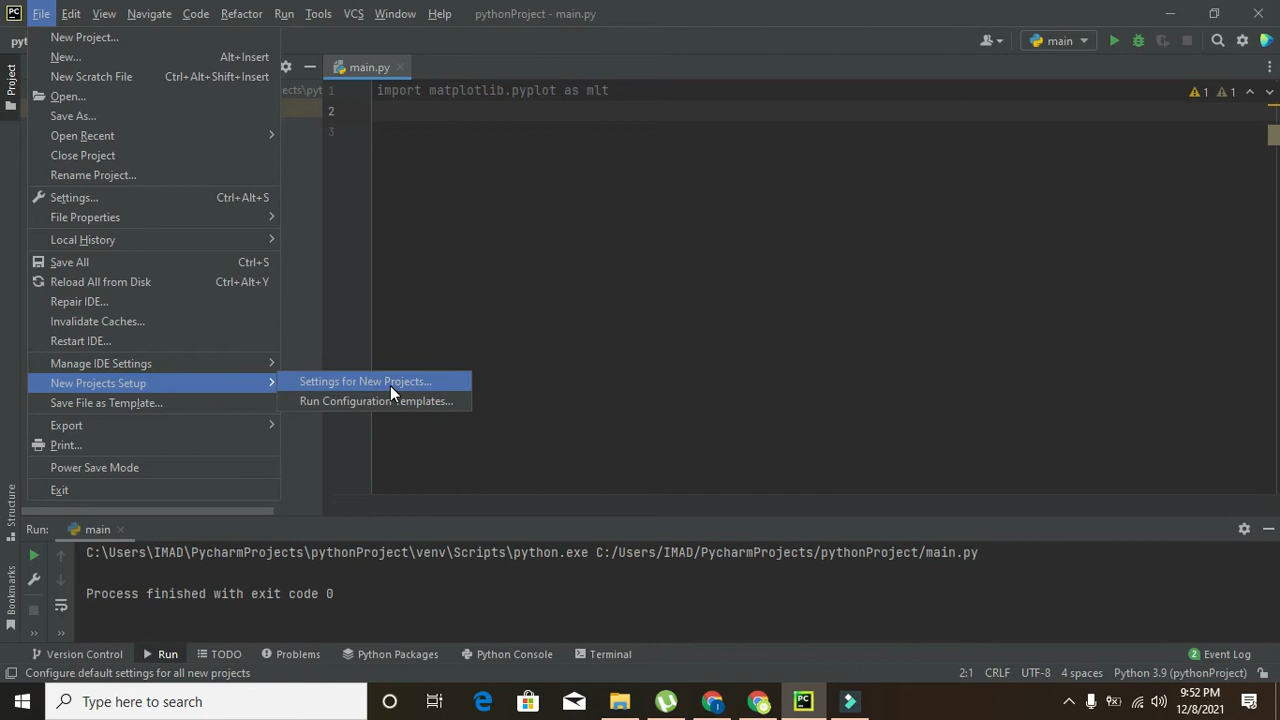 PC File Edit View Navigate Code Refactor Run Tools VCS Window Help pythonProject - main.py
main
New Project...
New... Alt+Insert
New Scratch File Ctrl+Alt+Shift+Insert
Open...
Save As...
Open Recent
Close Project
Rename Project...
Settings... Ctrl+Alt+S
File Properties
Local History
Save All Ctrl+S
Reload All from Disk Ctrl+Alt+Y
Repair IDE...
Invalidate Caches...
Restart IDE...
Manage IDE Settings
New Projects Setup
Save File as Template...
Export
Print...
Power Save Mode
Exit
Settings for New Projects...
Run Configuration Templates...
Project
Structure
Bookmarks
main.py
1 import matplotlib.pyplot as mlt
2
3
1 1
Run: main
C:\Users\IMAD\PycharmProjects\pythonProject\venv\Scripts\python.exe C:/Users/IMAD/PycharmProjects/pythonProject/main.py
Process finished with exit code 0
Version Control Run TODO Problems Python Packages Python Console Terminal 2 Event Log
Configure default settings for all new projects 2:1 CRLF UTF-8 4 spaces Python 3.9 (pythonProject)
Type here to search
9:52 PM
12/8/2021